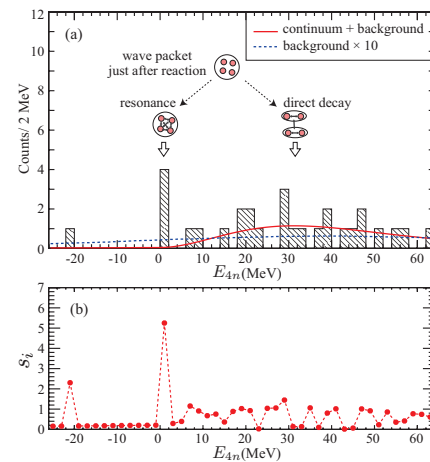 12
10
8
6
4
2
0
Counts/ 2 MeV
(a)
continuum + background
background × 10
wave packet
just after reaction
resonance
direct decay
-20 -10 0 10 20 30 40 50 60
E4n(MeV)
7
6
5
4
3
2
1
0
si
(b)
-20 -10 0 10 20 30 40 50 60
E4n(MeV)